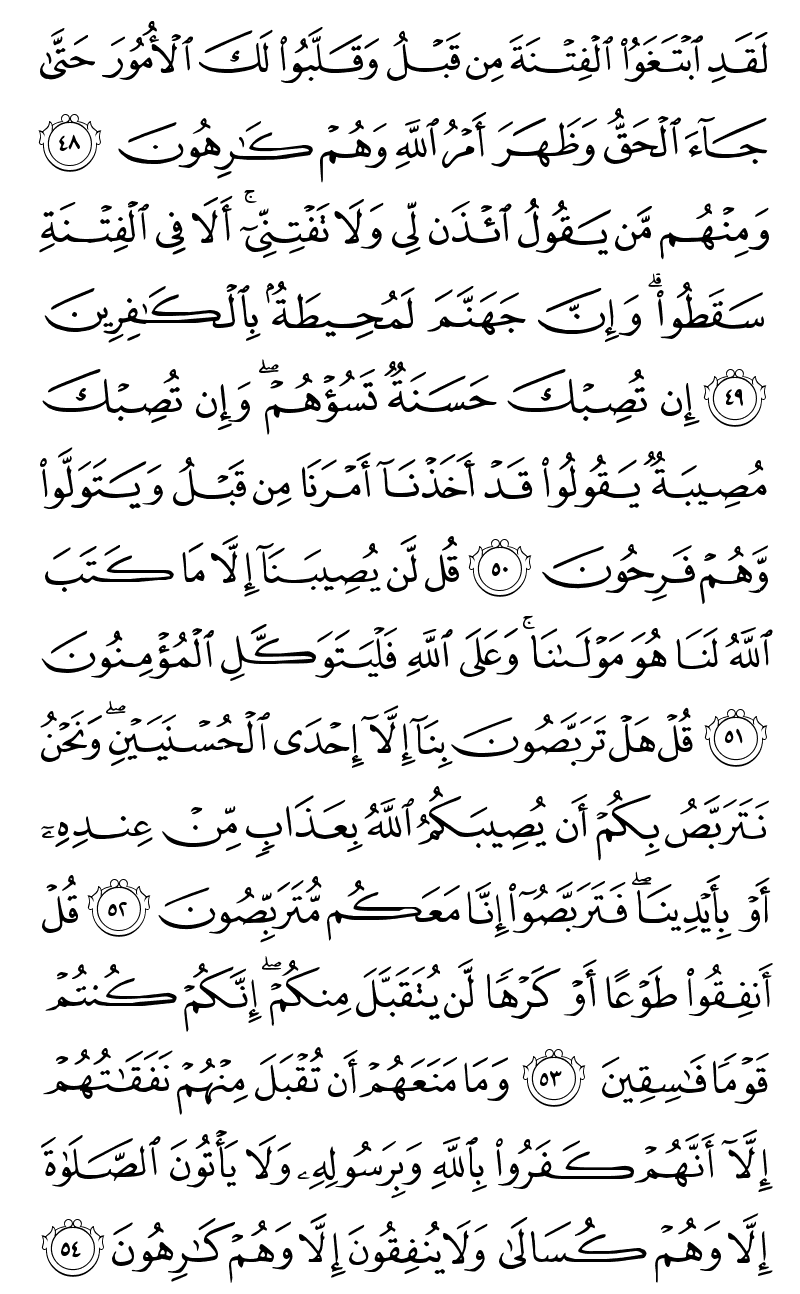 لَقَدِ ٱبْتَغَوُا۟ ٱلْفِتْنَةَ مِن قَبْلُ وَقَلَّبُوا۟ لَكَ ٱلْأُمُورَ حَتَّىٰ
جَآءَ ٱلْحَقُّ وَظَهَرَ أَمْرُ ٱللَّهِ وَهُمْ كَـٰرِهُونَ ٤٨
وَمِنْهُم مَّن يَقُولُ ٱئْذَن لِّى وَلَا تَفْتِنِّىٓ ۚ أَلَا فِى ٱلْفِتْنَةِ
سَقَطُوا۟ ۗ وَإِنَّ جَهَنَّمَ لَمُحِيطَةٌۢ بِٱلْكَـٰفِرِينَ
٤٩ إِن تُصِبْكَ حَسَنَةٌ تَسُؤْهُمْ ۖ وَإِن تُصِبْكَ
مُصِيبَةٌ يَقُولُوا۟ قَدْ أَخَذْنَآ أَمْرَنَا مِن قَبْلُ وَيَتَوَلَّوا۟
وَّهُمْ فَرِحُونَ ٥٠ قُل لَّن يُصِيبَنَآ إِلَّا مَا كَتَبَ
ٱللَّهُ لَنَا هُوَ مَوْلَىٰنَا ۚ وَعَلَى ٱللَّهِ فَلْيَتَوَكَّلِ ٱلْمُؤْمِنُونَ
٥١ قُلْ هَلْ تَرَبَّصُونَ بِنَآ إِلَّآ إِحْدَى ٱلْحُسْنَيَيْنِ ۖ وَنَحْنُ
نَتَرَبَّصُ بِكُمْ أَن يُصِيبَكُمُ ٱللَّهُ بِعَذَابٍ مِّنْ عِندِهِۦٓ
أَوْ بِأَيْدِينَا ۖ فَتَرَبَّصُوٓا۟ إِنَّا مَعَكُم مُّتَرَبِّصُونَ ٥٢ قُلْ
أَنفِقُوا۟ طَوْعًا أَوْ كَرْهًا لَّن يُتَقَبَّلَ مِنكُمْ ۖ إِنَّكُمْ كُنتُمْ
قَوْمًا فَـٰسِقِينَ ٥٣ وَمَا مَنَعَهُمْ أَن تُقْبَلَ مِنْهُمْ نَفَقَـٰتُهُمْ
إِلَّآ أَنَّهُمْ كَفَرُوا۟ بِٱللَّهِ وَبِرَسُولِهِۦ وَلَا يَأْتُونَ ٱلصَّلَوٰةَ
إِلَّا وَهُمْ كُسَالَىٰ وَلَا يُنفِقُونَ إِلَّا وَهُمْ كَـٰرِهُونَ ٥٤